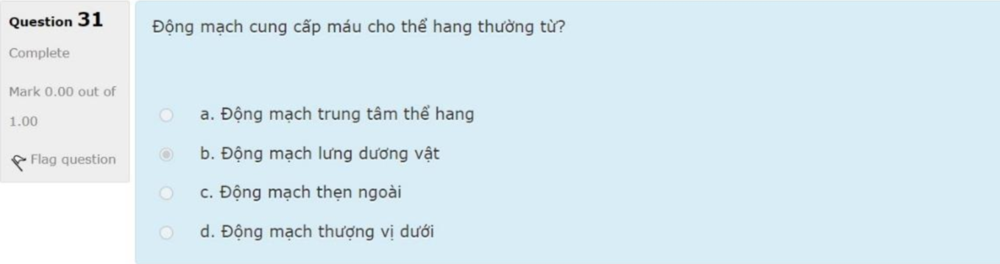 Question 31
Complete
Mark 0.00 out of
1.00
Flag question
Động mạch cung cấp máu cho thể hang thường từ?
a. Động mạch trung tâm thể hang
b. Động mạch lưng dương vật
c. Động mạch thẹn ngoài
d. Động mạch thượng vị dưới